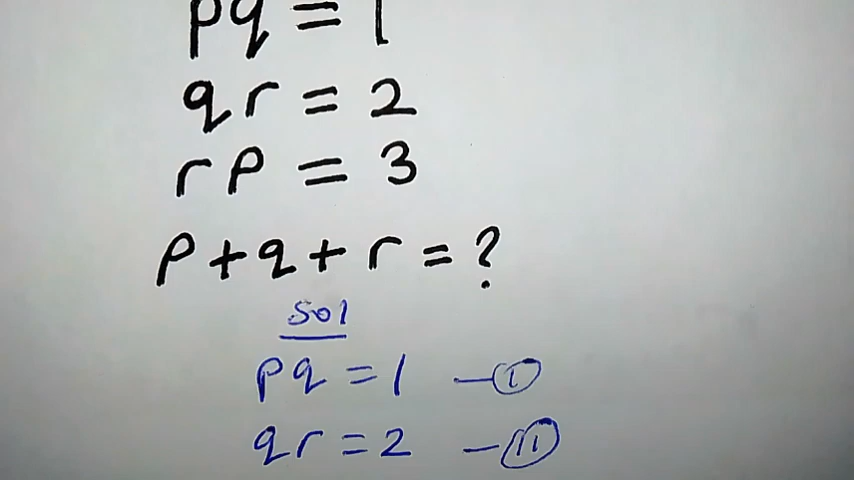 pq = 1
qr = 2
rp = 3
p + q + r = ?
Sol
pq = 1 — (I)
qr = 2 — (II)